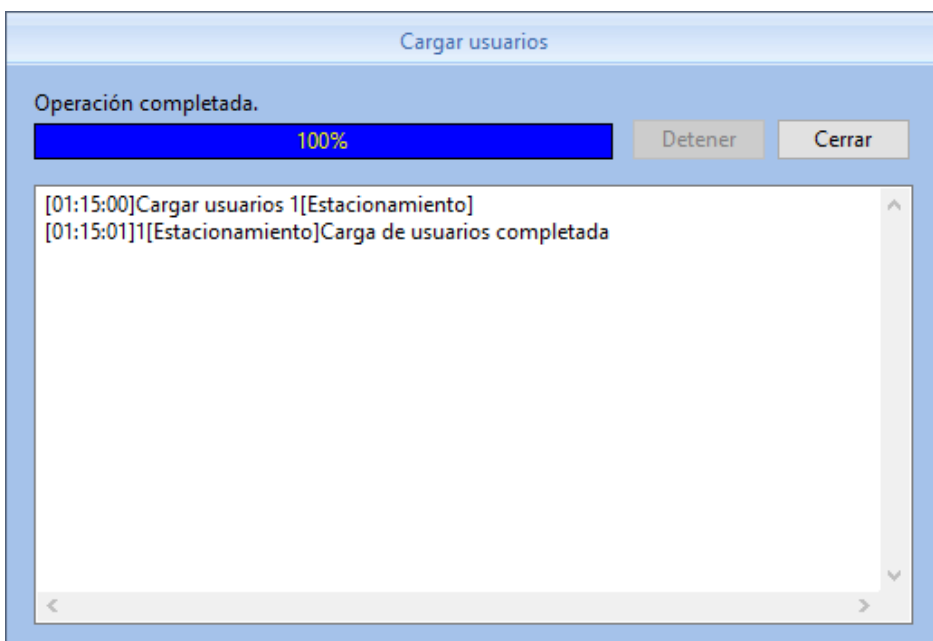 Cargar usuarios
Operación completada.
100%
Detener
Cerrar
[01:15:00]Cargar usuarios 1[Estacionamiento]
[01:15:01]1[Estacionamiento]Carga de usuarios completada